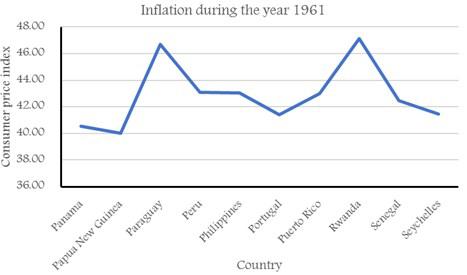 Inflation during the year 1961
Consumer price index
48.00
46.00
44.00
42.00
40.00
38.00
36.00
Panama
Papua New Guinea
Paraguay
Peru
Philippines
Portugal
Puerto Rico
Rwanda
Senegal
Seychelles
Country